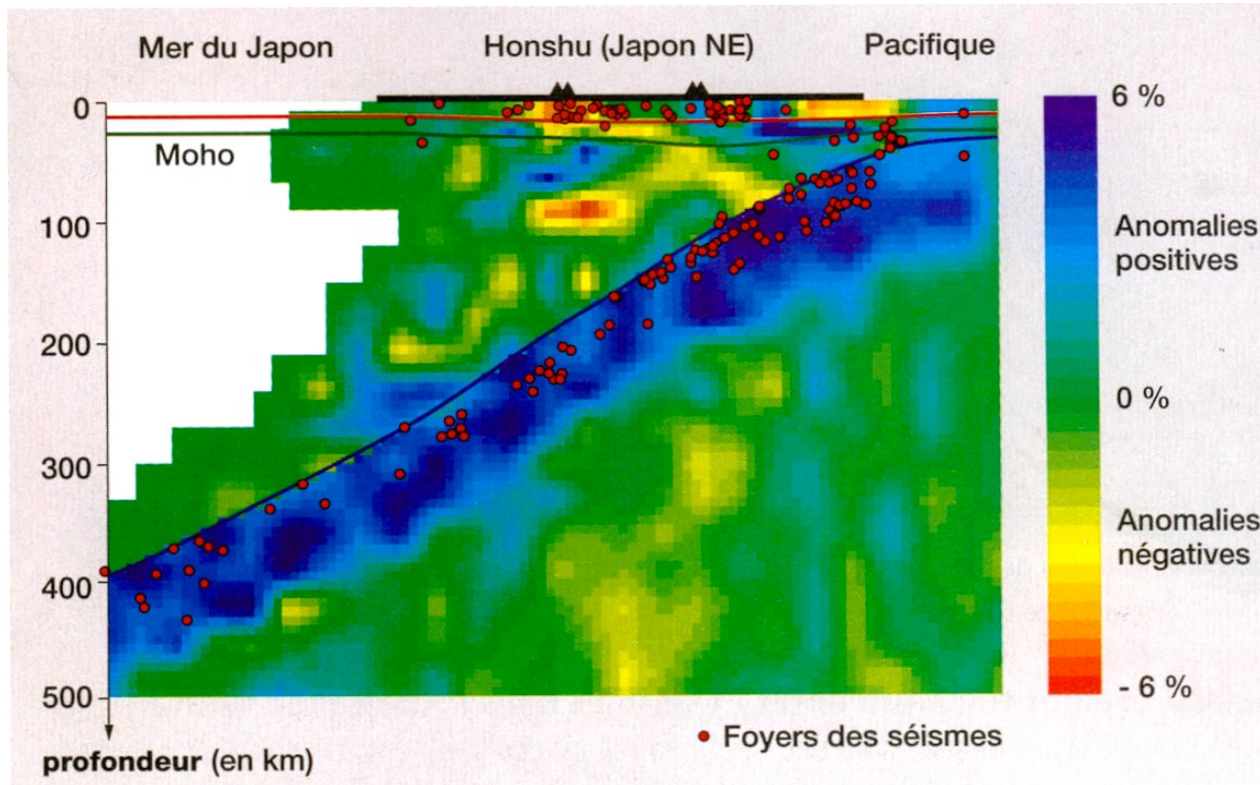 Mer du Japon
Honshu (Japon NE)
Pacifique
0
Moho
100
200
300
400
500
profondeur (en km)
6 %
Anomalies
positives
0 %
Anomalies
négatives
- 6 %
Foyers des séismes